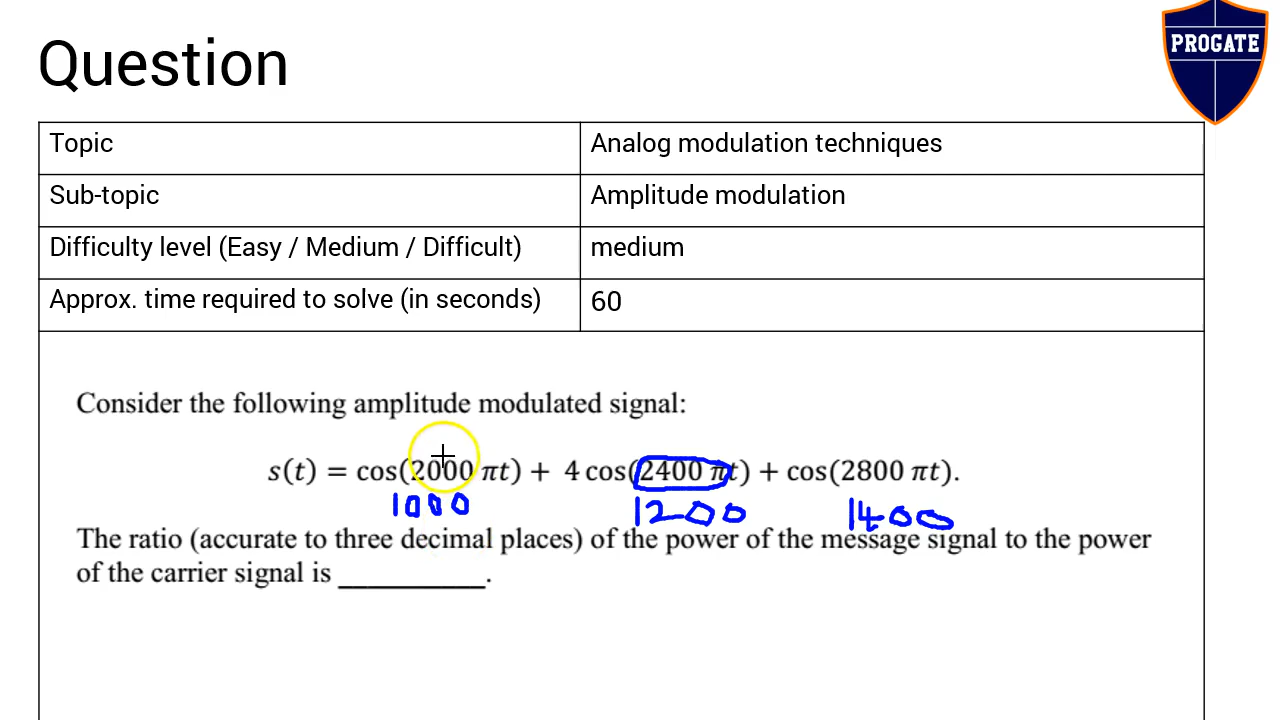 Question
PROGATE
Topic Analog modulation techniques
Sub-topic Amplitude modulation
Difficulty level (Easy / Medium / Difficult) medium
Approx. time required to solve (in seconds) 60
Consider the following amplitude modulated signal:
s(t) = cos(2000 πt) + 4 cos(2400 πt) + cos(2800 πt).
1000 1200 1400
The ratio (accurate to three decimal places) of the power of the message signal to the power
of the carrier signal is __________.